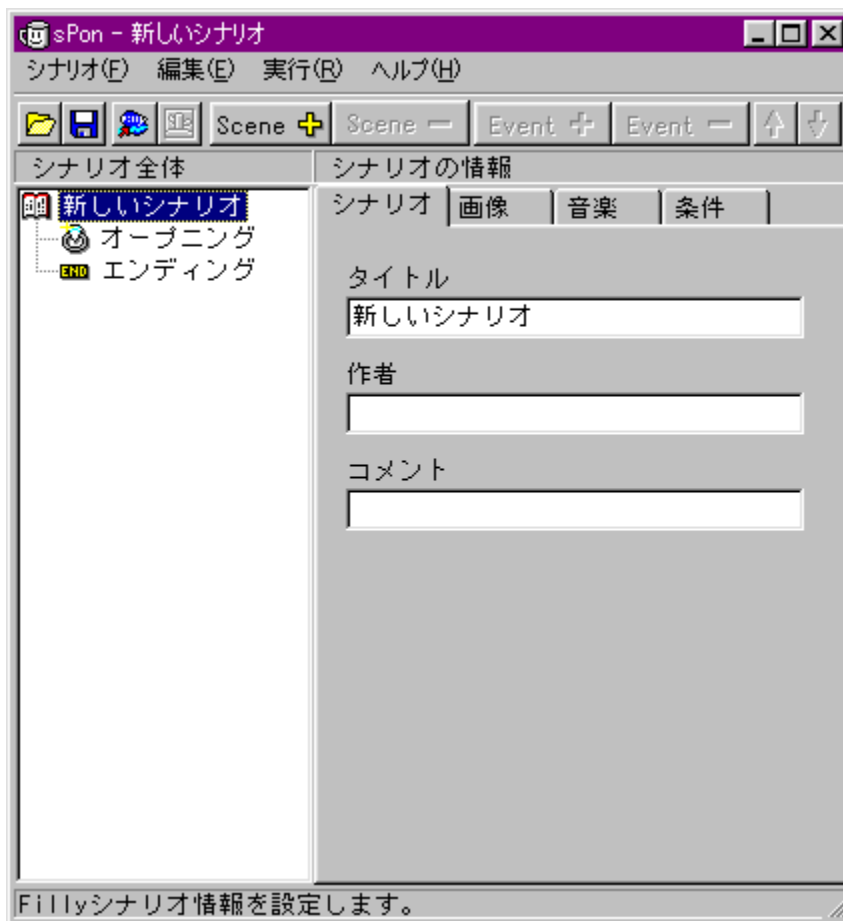 sPon - 新しいシナリオ
シナリオ(F) 編集(E) 実行(R) ヘルプ(H)
Scene Scene Event Event
シナリオ全体 シナリオの情報
新しいシナリオ
オープニング
END エンディング
シナリオ 画像 音楽 条件
タイトル
新しいシナリオ
作者
コメント
Fillyシナリオ情報を設定します。